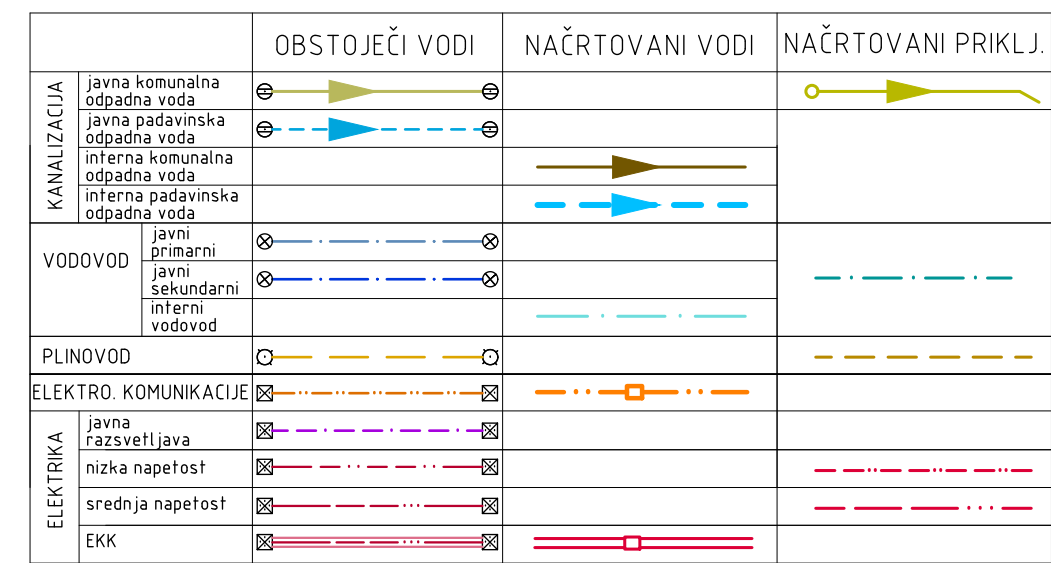 OBSTOJEČI VODI
NAČRTOVANI VODI
NAČRTOVANI PRIKLJ.
KANALIZACIJA
javna komunalna
odpadna voda
javna padavinska
odpadna voda
interna komunalna
odpadna voda
interna padavinska
odpadna voda
VODOVOD
javni
primarni
javni
sekundarni
interni
vodovod
PLINOVOD
ELEKTRO. KOMUNIKACIJE
ELEKTRIKA
javna
razsvetljava
nizka napetost
srednja napetost
EKK